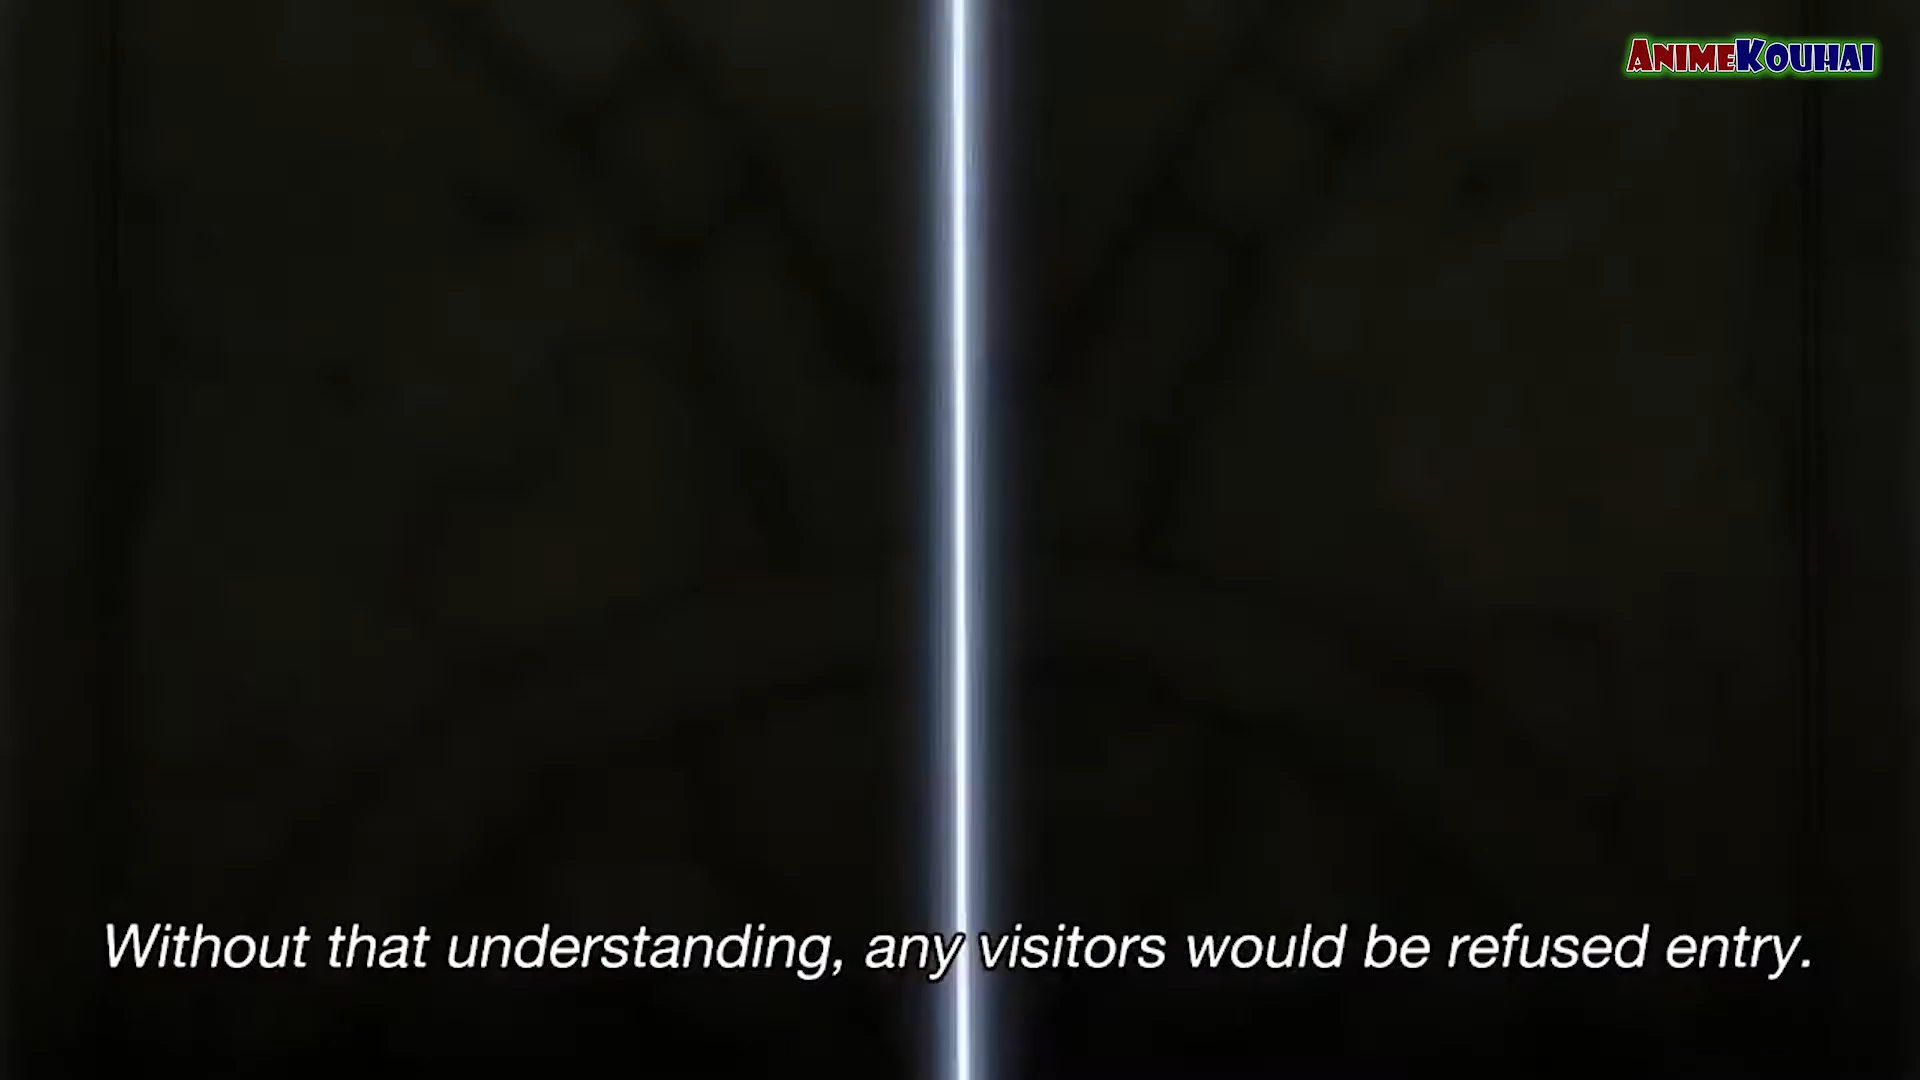 ANIMEKOUHAI
Without that understanding, any visitors would be refused entry.